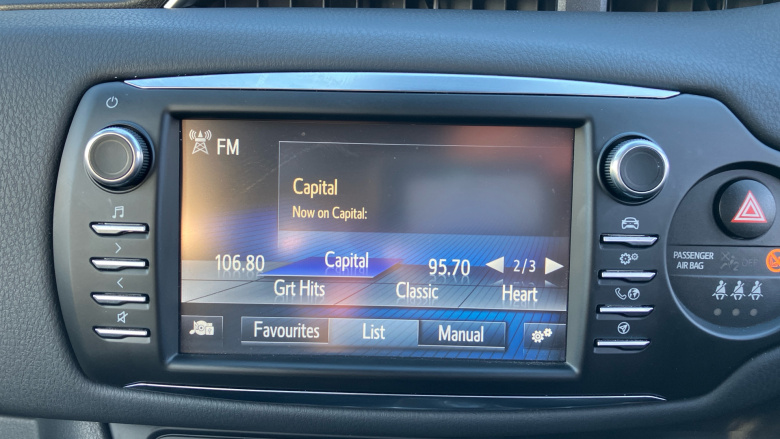 FM
Capital
Now on Capital:
106.80 Capital 95.70 2/3
Grt Hits Classic Heart
Favourites List Manual
PASSENGER
AIR BAG
OFF